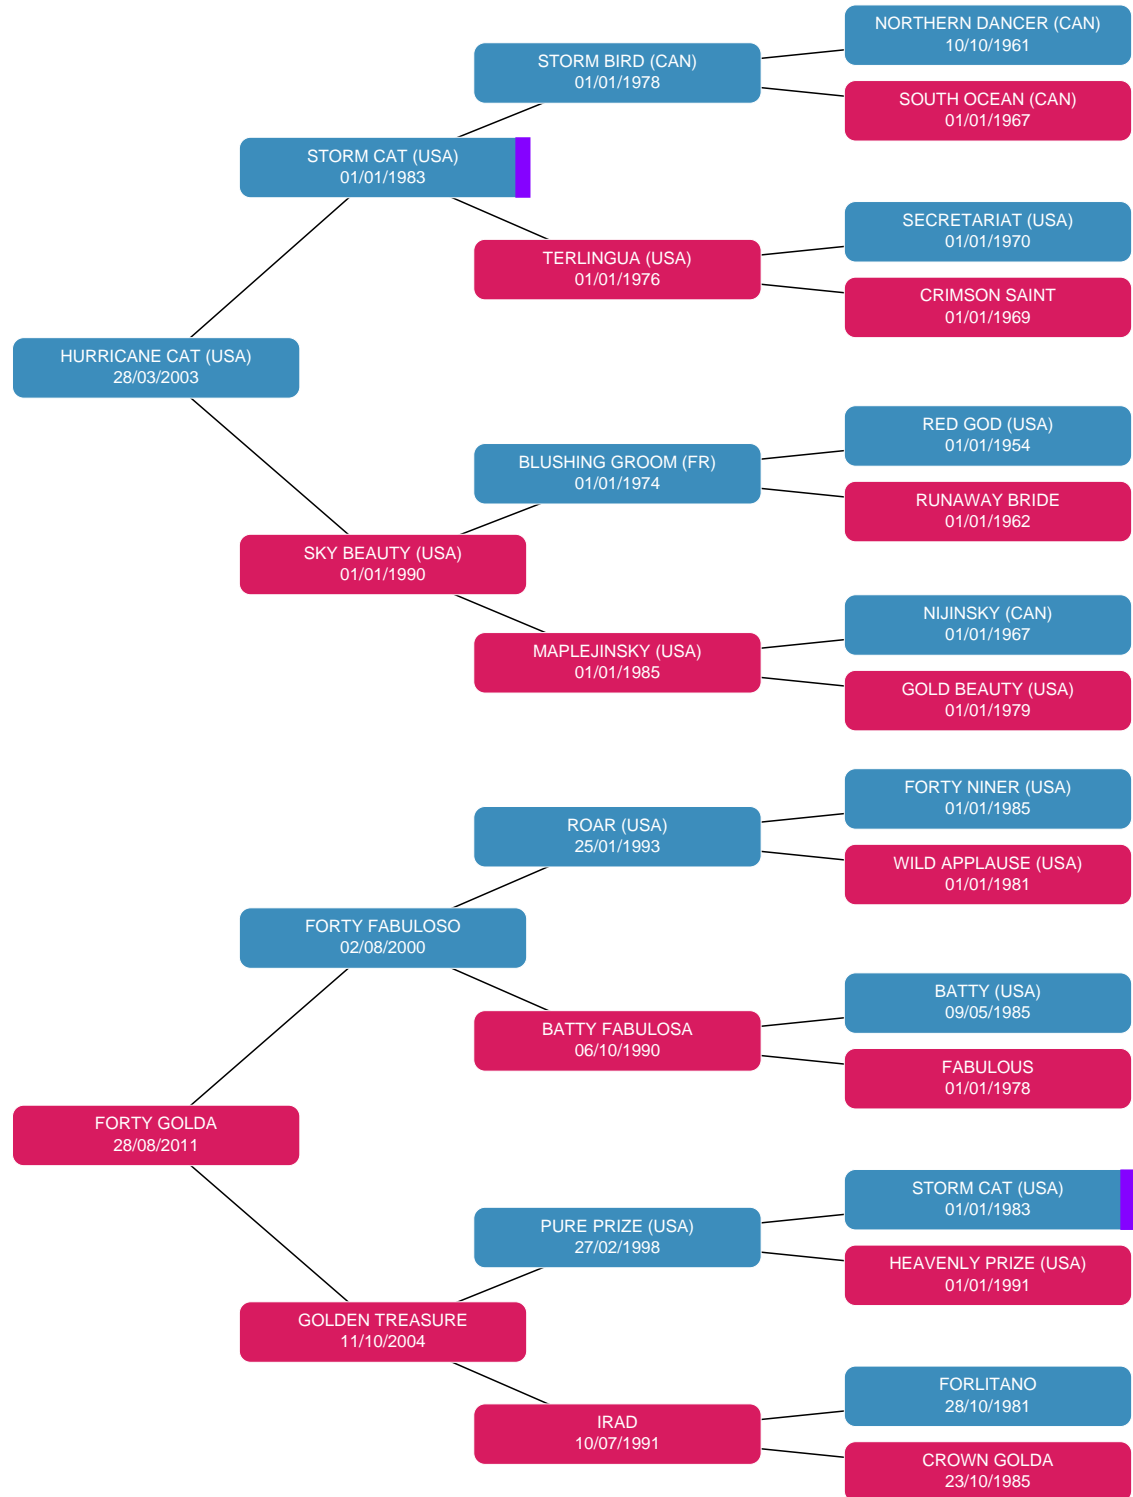 NORTHERN DANCER (CAN)
10/10/1961
STORM BIRD (CAN)
01/01/1978
SOUTH OCEAN (CAN)
01/01/1967
STORM CAT (USA)
01/01/1983
SECRETARIAT (USA)
01/01/1970
TERLINGUA (USA)
01/01/1976
CRIMSON SAINT
01/01/1969
HURRICANE CAT (USA)
28/03/2003
RED GOD (USA)
01/01/1954
BLUSHING GROOM (FR)
01/01/1974
RUNAWAY BRIDE
01/01/1962
SKY BEAUTY (USA)
01/01/1990
NIJINSKY (CAN)
01/01/1967
MAPLEJINSKY (USA)
01/01/1985
GOLD BEAUTY (USA)
01/01/1979
FORTY NINER (USA)
01/01/1985
ROAR (USA)
25/01/1993
WILD APPLAUSE (USA)
01/01/1981
FORTY FABULOSO
02/08/2000
BATTY (USA)
09/05/1985
BATTY FABULOSA
06/10/1990
FABULOUS
01/01/1978
FORTY GOLDA
28/08/2011
STORM CAT (USA)
01/01/1983
PURE PRIZE (USA)
27/02/1998
HEAVENLY PRIZE (USA)
01/01/1991
GOLDEN TREASURE
11/10/2004
FORLITANO
28/10/1981
IRAD
10/07/1991
CROWN GOLDA
23/10/1985